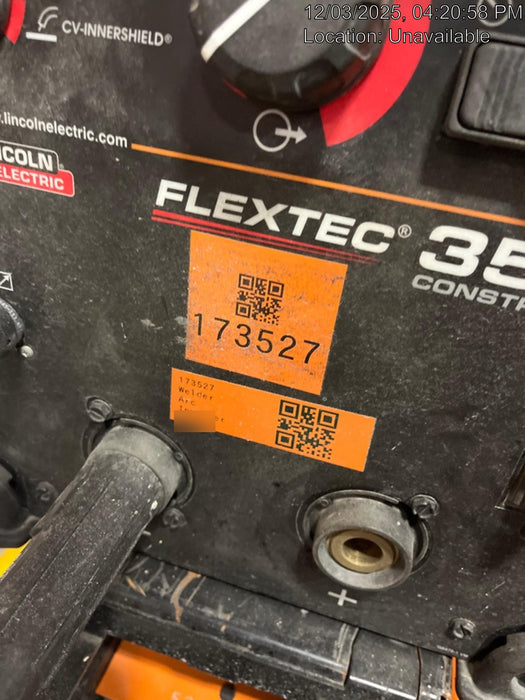 12/03/2025, 04:20:58 PM
Location: Unavailable
CV-INNERSHIELD®
.lincolnelectric.com
LINCOLN
ELECTRIC
FLEXTEC® 35
CONST
173527
173527
Welder
Arc
+